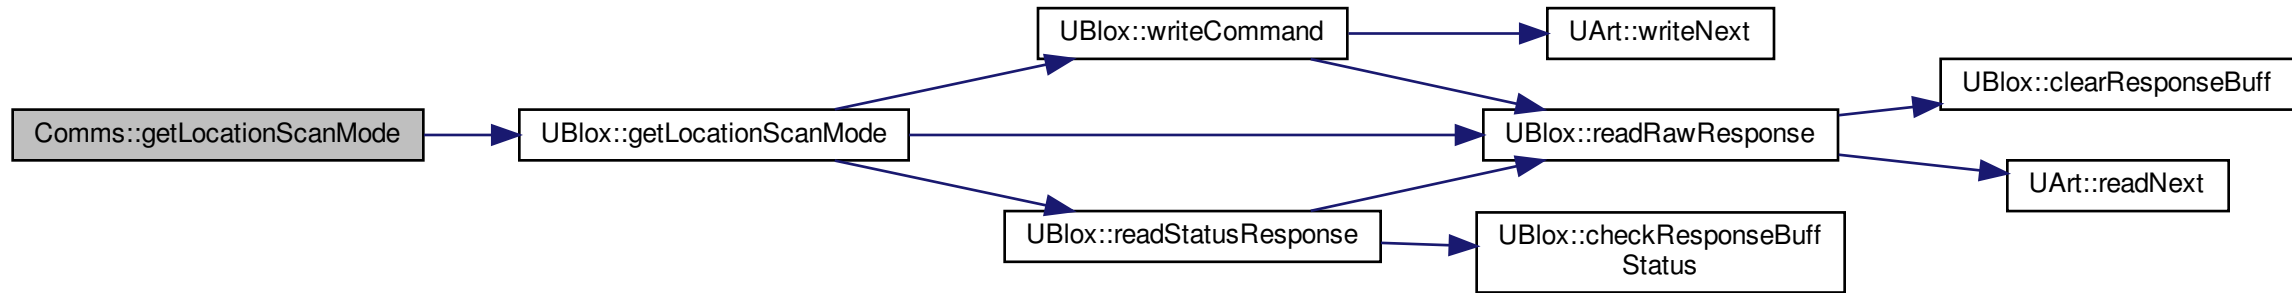 Comms::getLocationScanMode
UBlox::getLocationScanMode
UBlox::writeCommand
UArt::writeNext
UBlox::readRawResponse
UBlox::clearResponseBuff
UArt::readNext
UBlox::readStatusResponse
UBlox::checkResponseBuff
Status